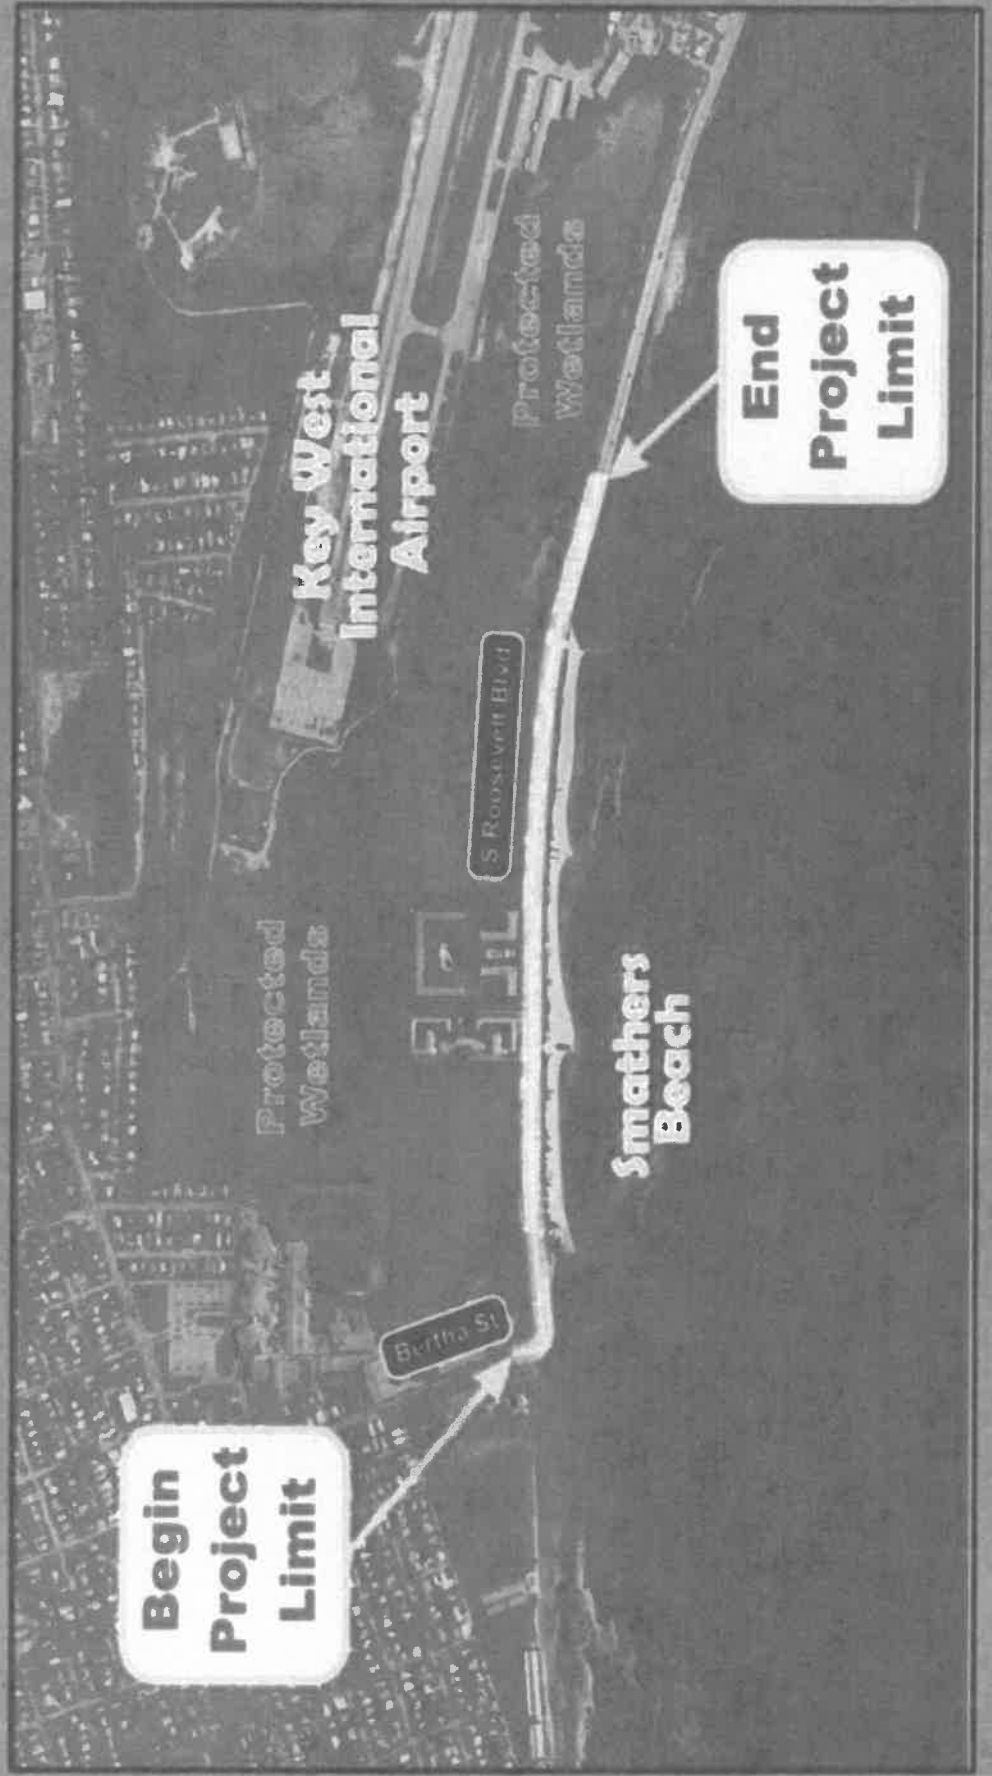 Begin
Project
Limit
Bertha St
Protected
Wetlands
Smathers
Beach
S Roosevelt Blvd
Key West
International
Airport
Protected
Wetlands
End
Project
Limit